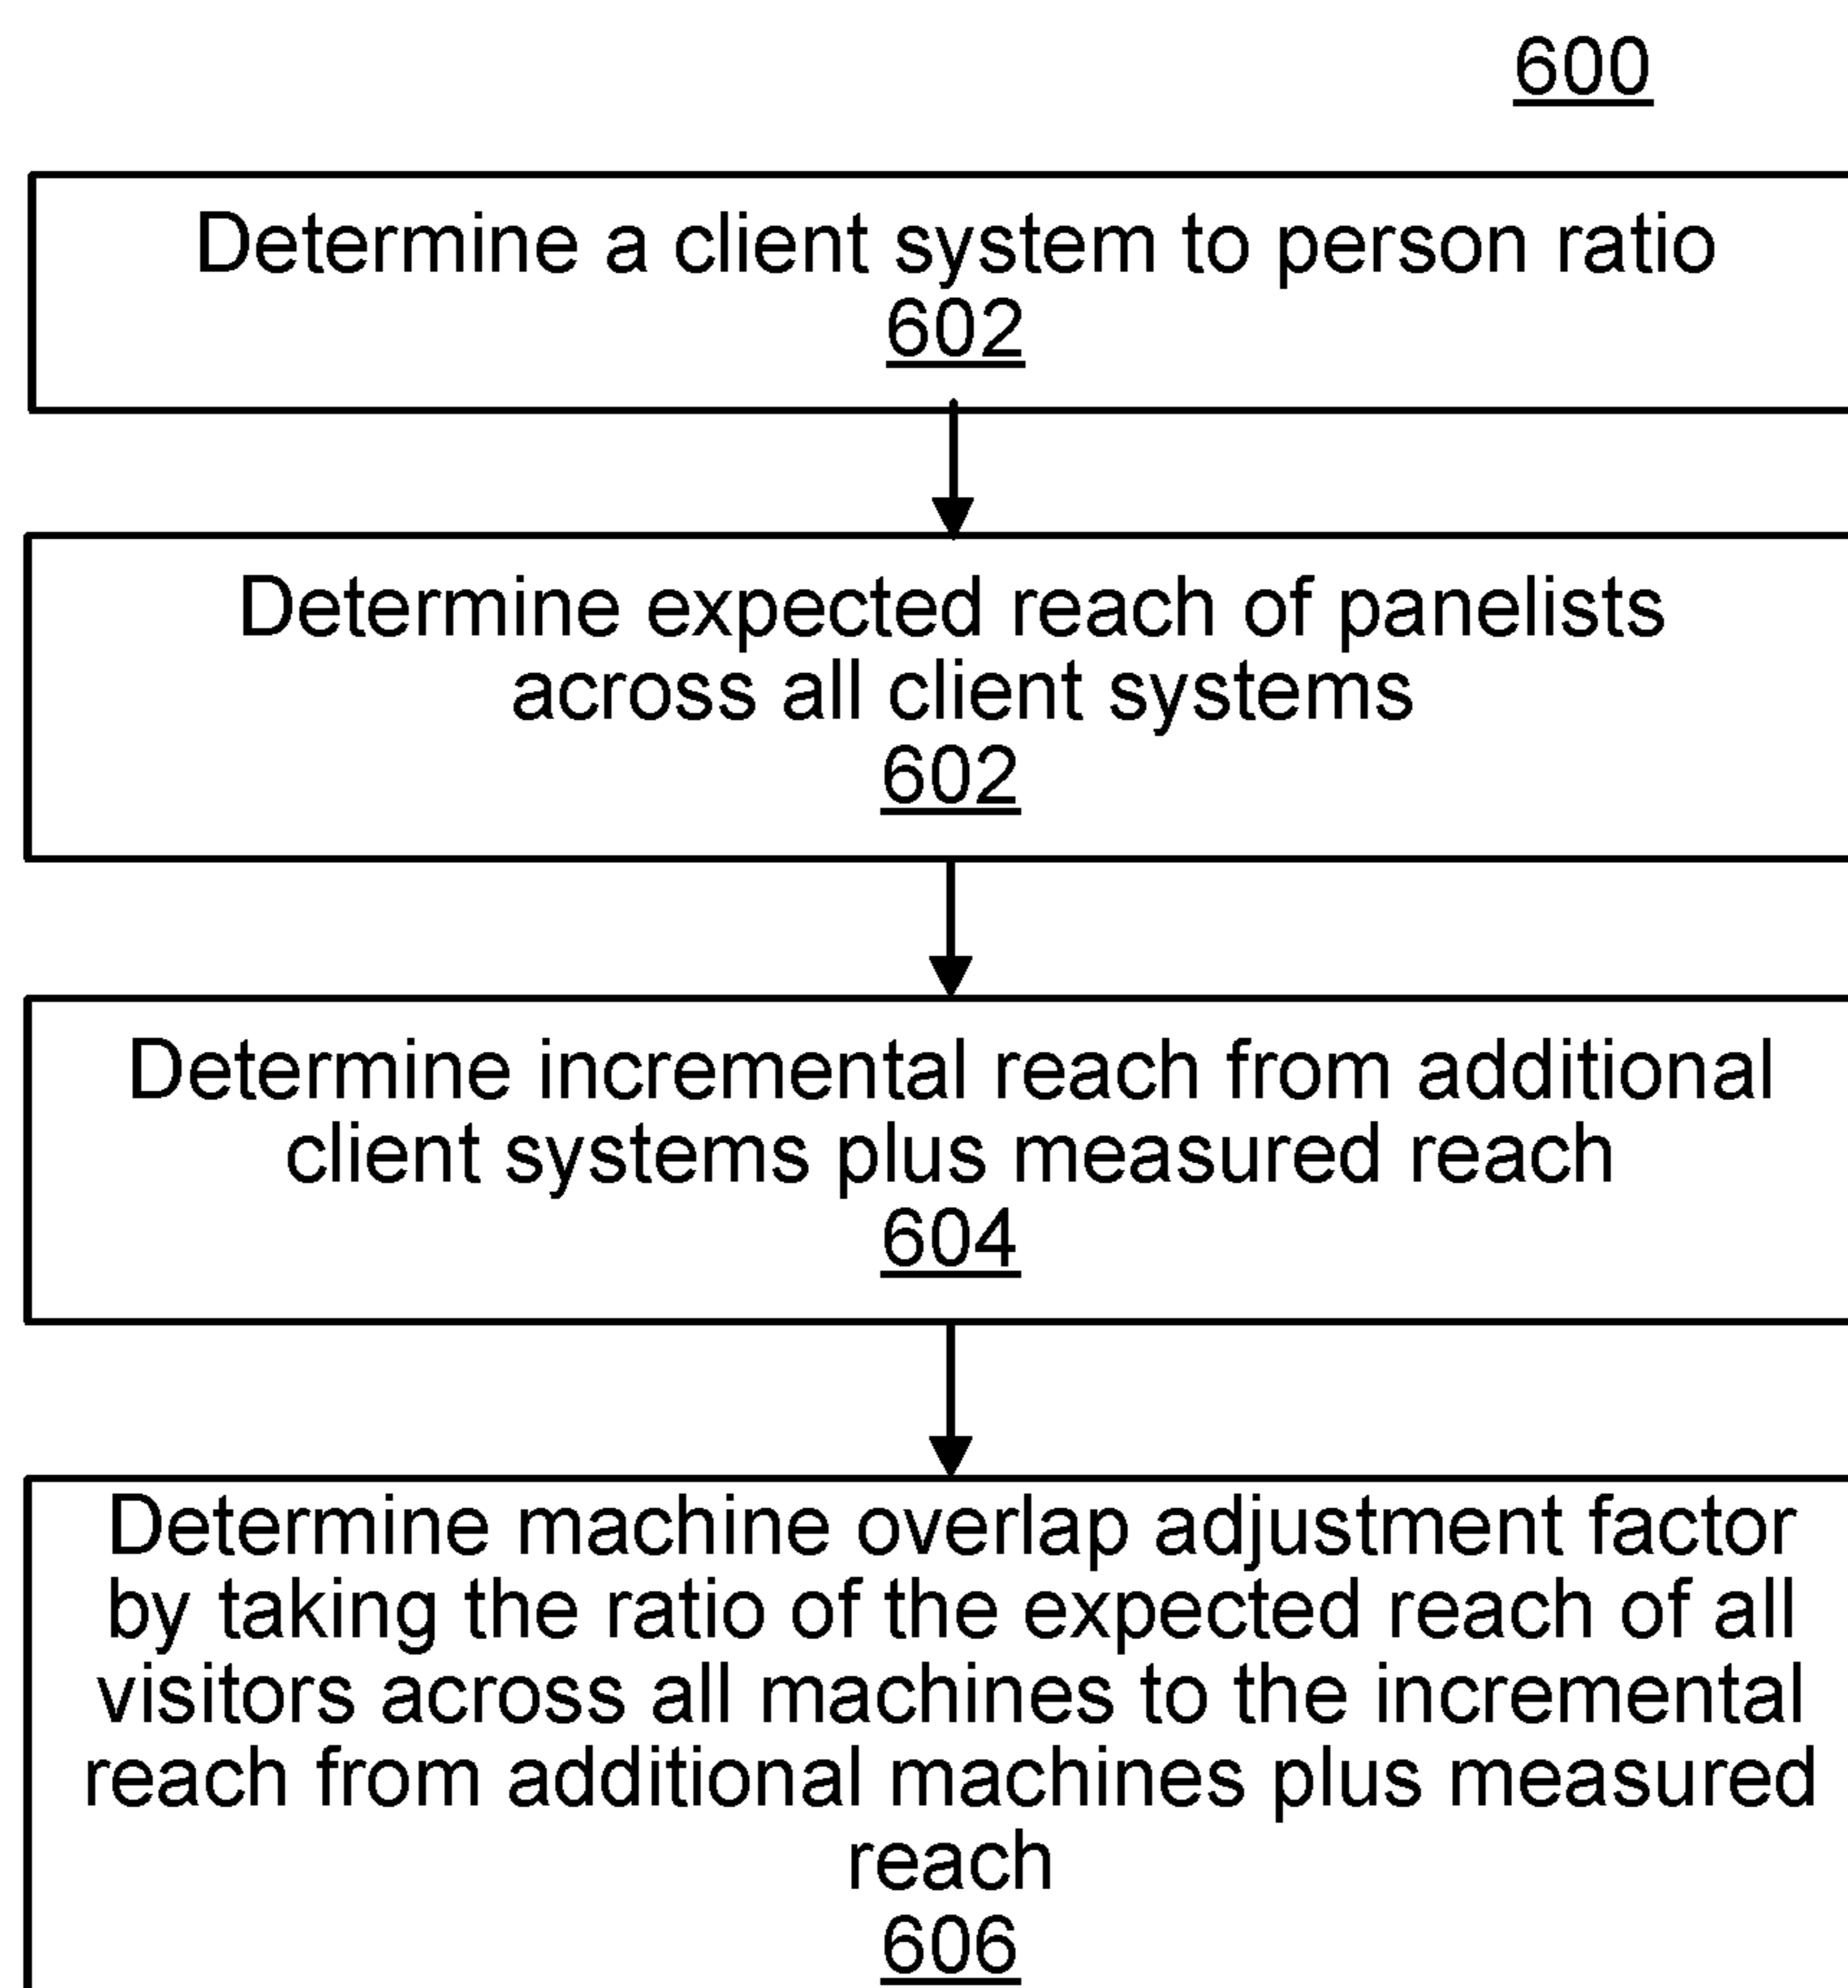 600
Determine a client system to person ratio
602
Determine expected reach of panelists
across all client systems
602
Determine incremental reach from additional
client systems plus measured reach
604
Determine machine overlap adjustment factor
by taking the ratio of the expected reach of all
visitors across all machines to the incremental
reach from additional machines plus measured
reach
606